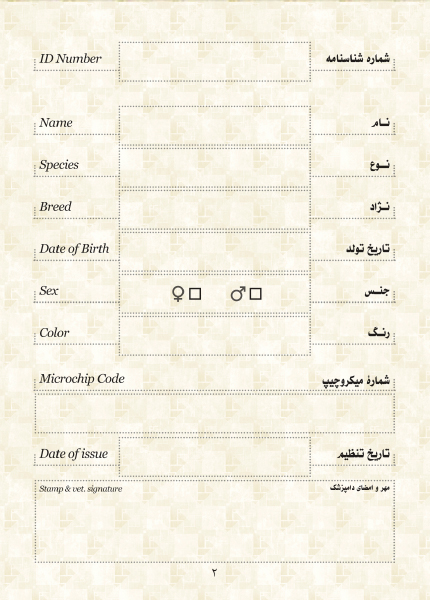 ID Number شماره شناسنامه
Name نـام
Species نـوع
Breed نـژاد
Date of Birth تاریخ تولد
Sex ♀□ ♂□ جنـس
Color رنـگ
Microchip Code شمارهٔ میکروچیپ
Date of issue تاریخ تنظیم
Stamp & vet. signature مهر و امضای دامپزشک
۲